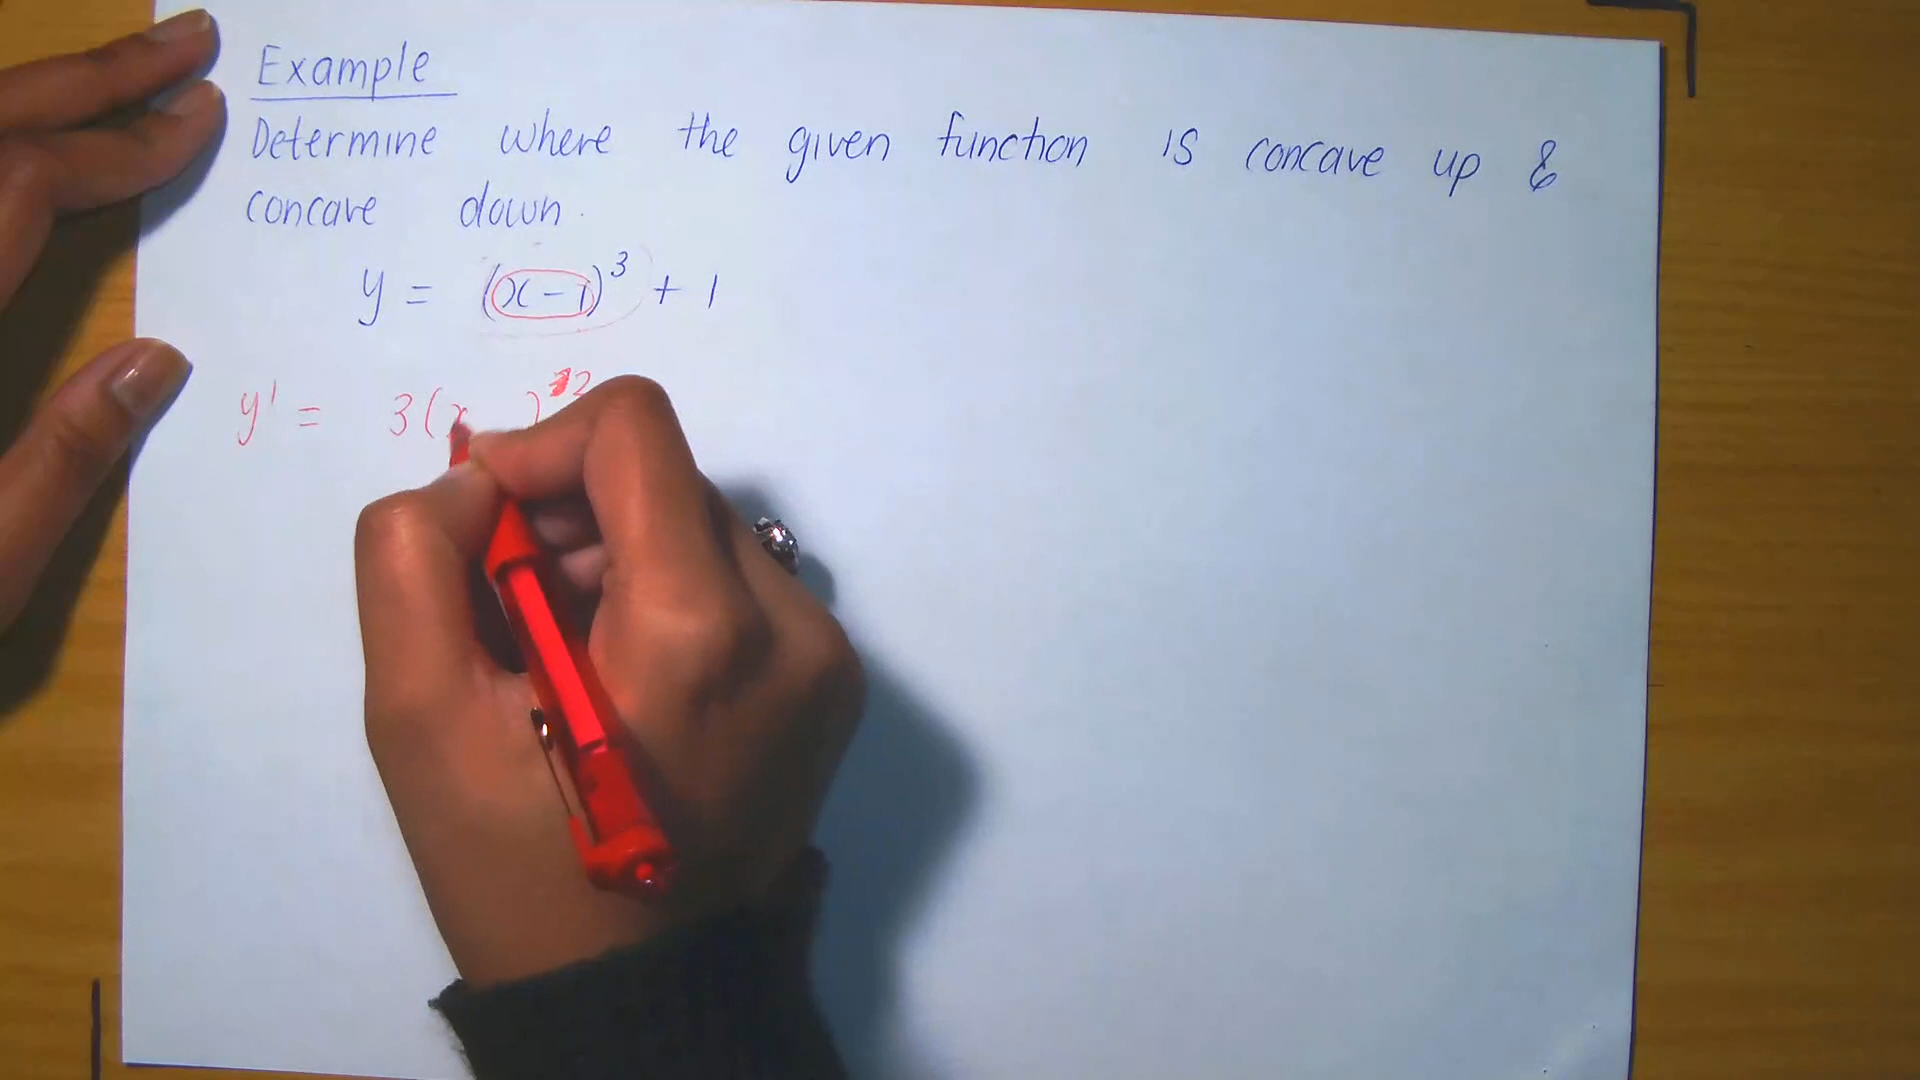 Example
Determine where the given function is concave up &
concave down.
y = (x-1)³ + 1
y' = 3(x )²